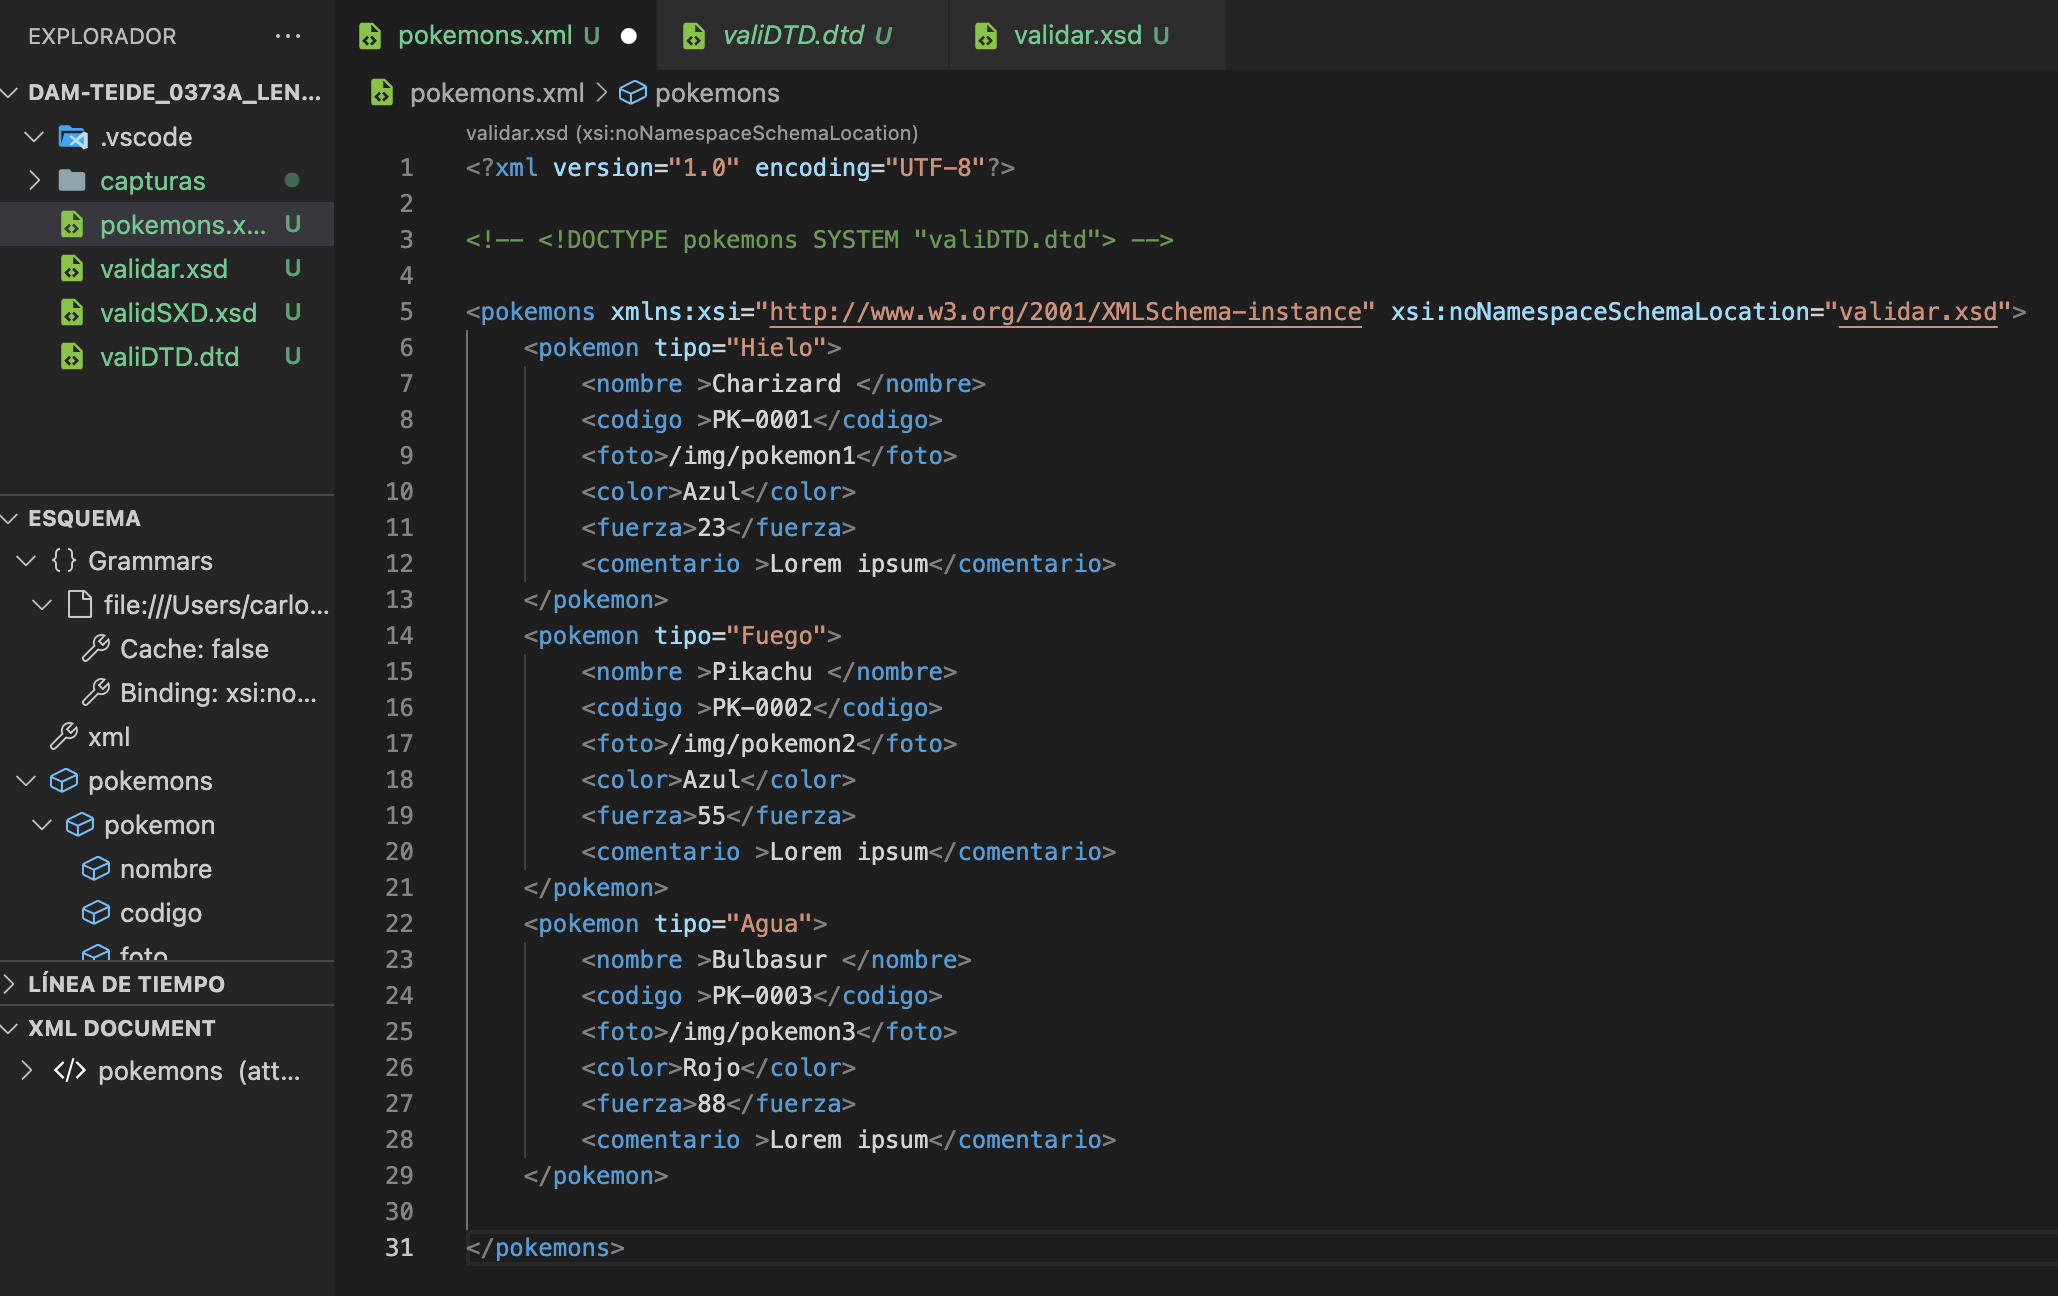 EXPLORADOR ···
DAM-TEIDE_0373A_LEN...
.vscode
capturas
pokemons.x... U
validar.xsd U
validSXD.xsd U
valiDTD.dtd U
ESQUEMA
{} Grammars
file:///Users/carlo...
Cache: false
Binding: xsi:no...
xml
pokemons
pokemon
nombre
codigo
foto
LÍNEA DE TIEMPO
XML DOCUMENT
</> pokemons (att...
pokemons.xml U valiDTD.dtd U validar.xsd U
pokemons.xml > pokemons
validar.xsd (xsi:noNamespaceSchemaLocation)
1 <?xml version="1.0" encoding="UTF-8"?>
2
3 <!-- <!DOCTYPE pokemons SYSTEM "valiDTD.dtd"> -->
4
5 <pokemons xmlns:xsi="http://www.w3.org/2001/XMLSchema-instance" xsi:noNamespaceSchemaLocation="validar.xsd">
6 <pokemon tipo="Hielo">
7 <nombre >Charizard </nombre>
8 <codigo >PK-0001</codigo>
9 <foto>/img/pokemon1</foto>
10 <color>Azul</color>
11 <fuerza>23</fuerza>
12 <comentario >Lorem ipsum</comentario>
13 </pokemon>
14 <pokemon tipo="Fuego">
15 <nombre >Pikachu </nombre>
16 <codigo >PK-0002</codigo>
17 <foto>/img/pokemon2</foto>
18 <color>Azul</color>
19 <fuerza>55</fuerza>
20 <comentario >Lorem ipsum</comentario>
21 </pokemon>
22 <pokemon tipo="Agua">
23 <nombre >Bulbasur </nombre>
24 <codigo >PK-0003</codigo>
25 <foto>/img/pokemon3</foto>
26 <color>Rojo</color>
27 <fuerza>88</fuerza>
28 <comentario >Lorem ipsum</comentario>
29 </pokemon>
30
31 </pokemons>